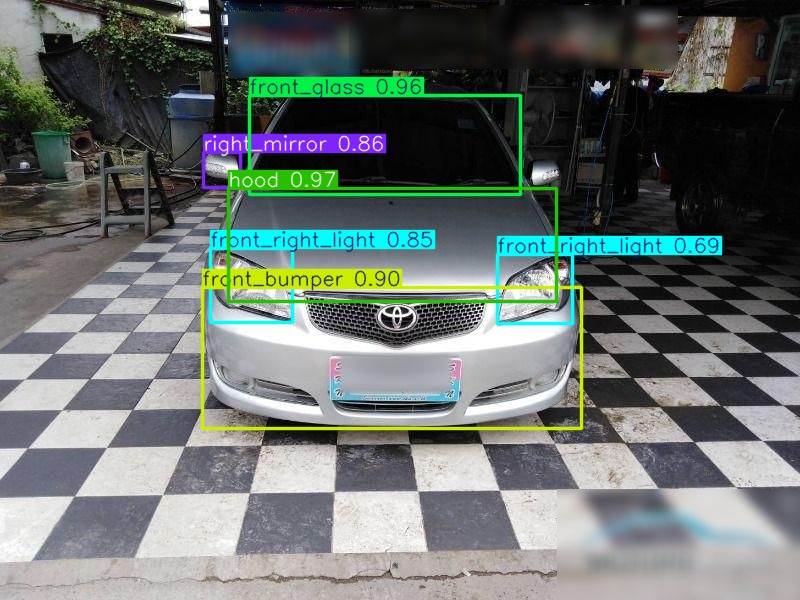 front_glass 0.96
right_mirror 0.86
hood 0.97
front_right_light 0.85
front_right_light 0.69
front_bumper 0.90